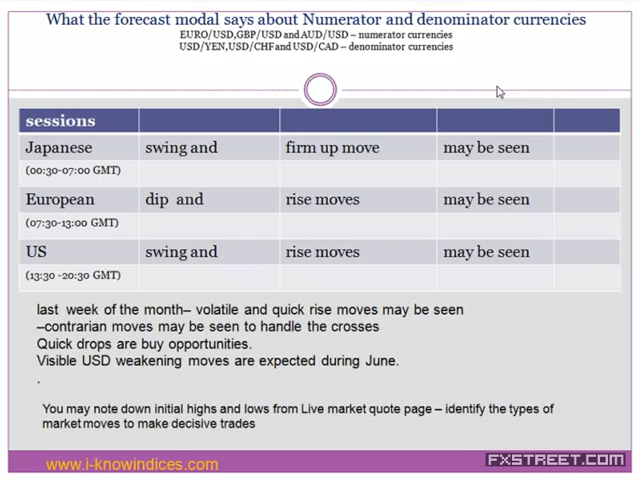 What the forecast modal says about Numerator and denominator currencies
EURO/USD,GBP/USD and AUD/USD – numerator currencies
USD/YEN,USD/CHF and USD/CAD – denominator currencies
sessions
Japanese swing and firm up move may be seen
(00:30-07:00 GMT)
European dip and rise moves may be seen
(07:30-13:00 GMT)
US swing and rise moves may be seen
(13:30 -20:30 GMT)
last week of the month– volatile and quick rise moves may be seen
–contrarian moves may be seen to handle the crosses
Quick drops are buy opportunities.
Visible USD weakening moves are expected during June.
.
You may note down initial highs and lows from Live market quote page – identify the types of
market moves to make decisive trades
www.i-knowindices.com
FXSTREET.COM